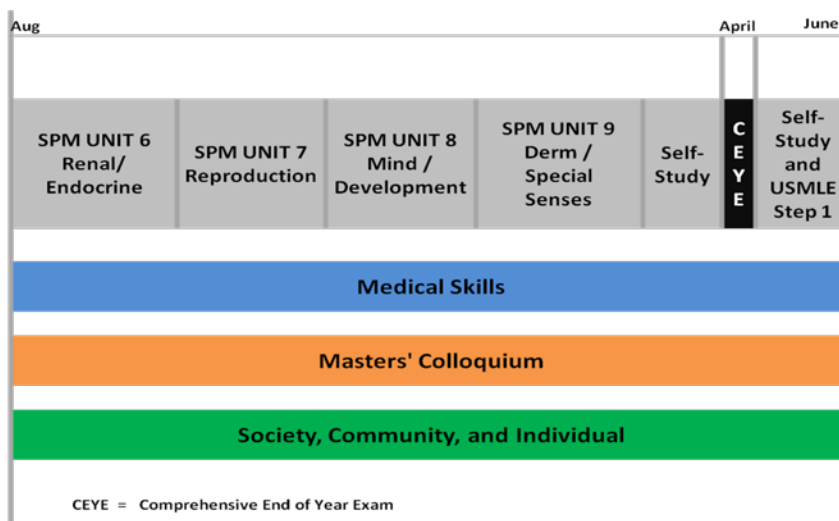 Aug April June
SPM UNIT 6
Renal/
Endocrine
SPM UNIT 7
Reproduction
SPM UNIT 8
Mind /
Development
SPM UNIT 9
Derm /
Special
Senses
Self-
Study
C
E
Y
E
Self-
Study
and
USMLE
Step 1
Medical Skills
Masters' Colloquium
Society, Community, and Individual
CEYE = Comprehensive End of Year Exam